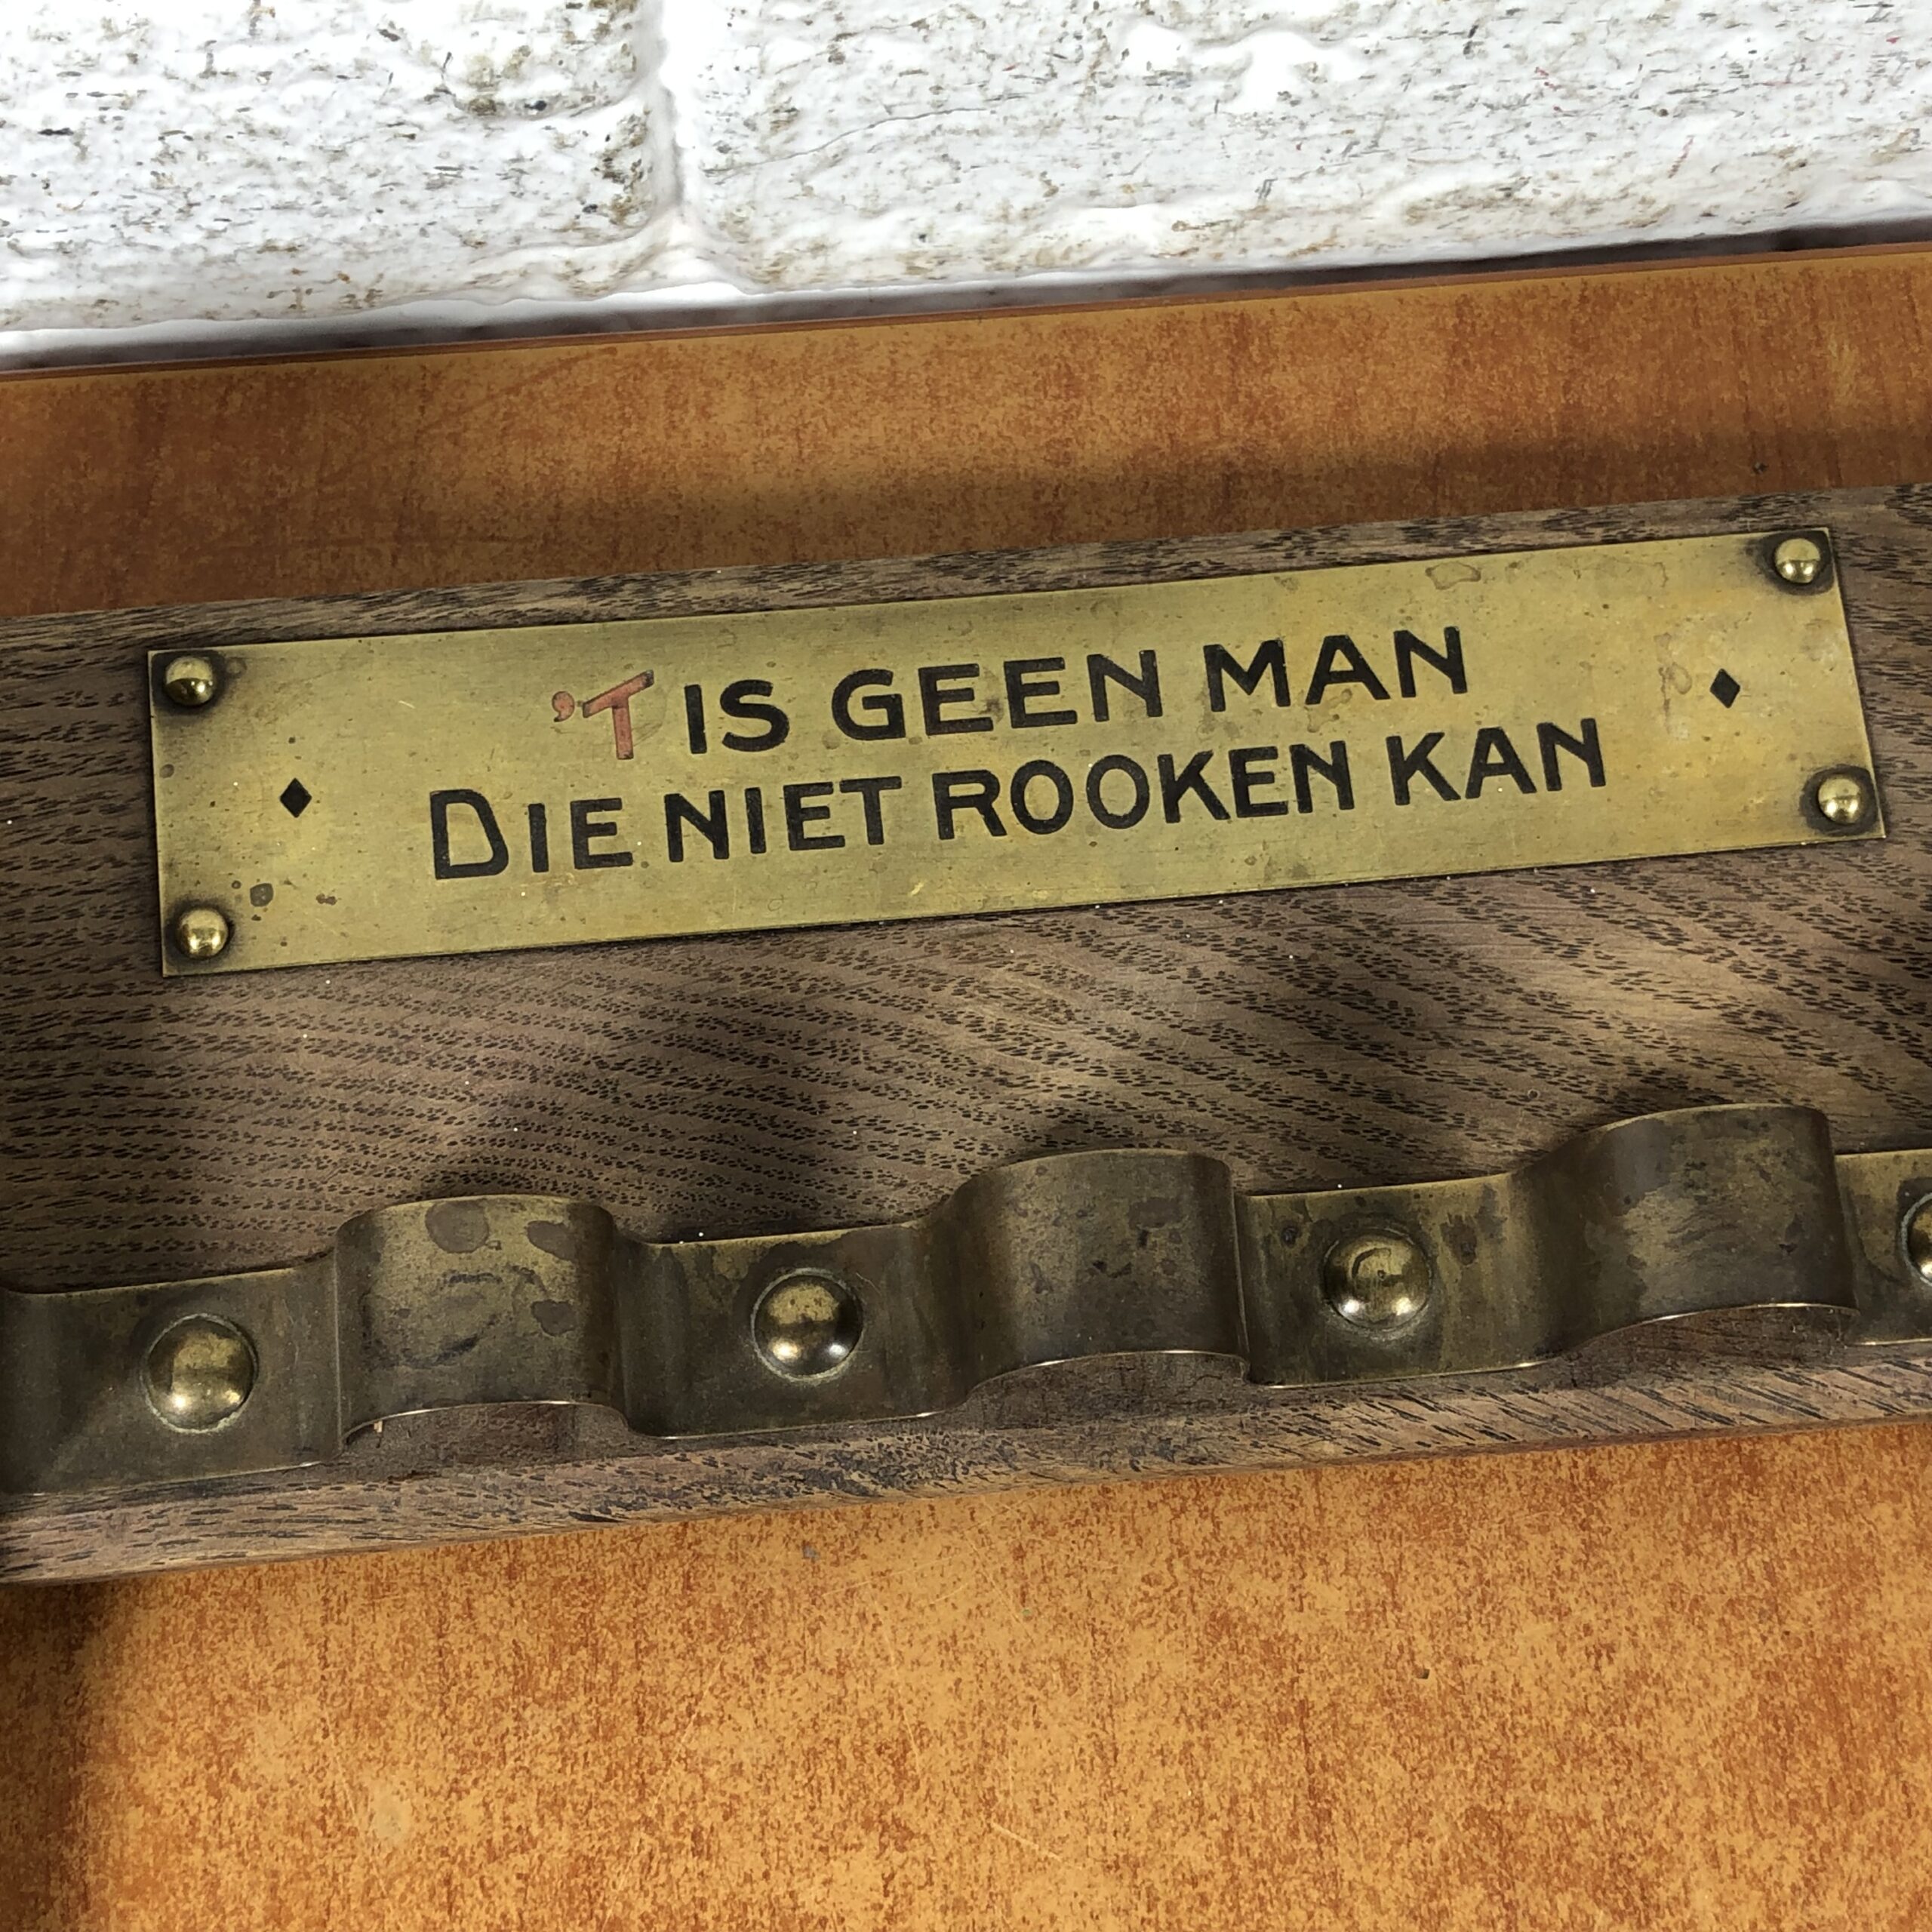 'T IS GEEN MAN
DIE NIET ROOKEN KAN